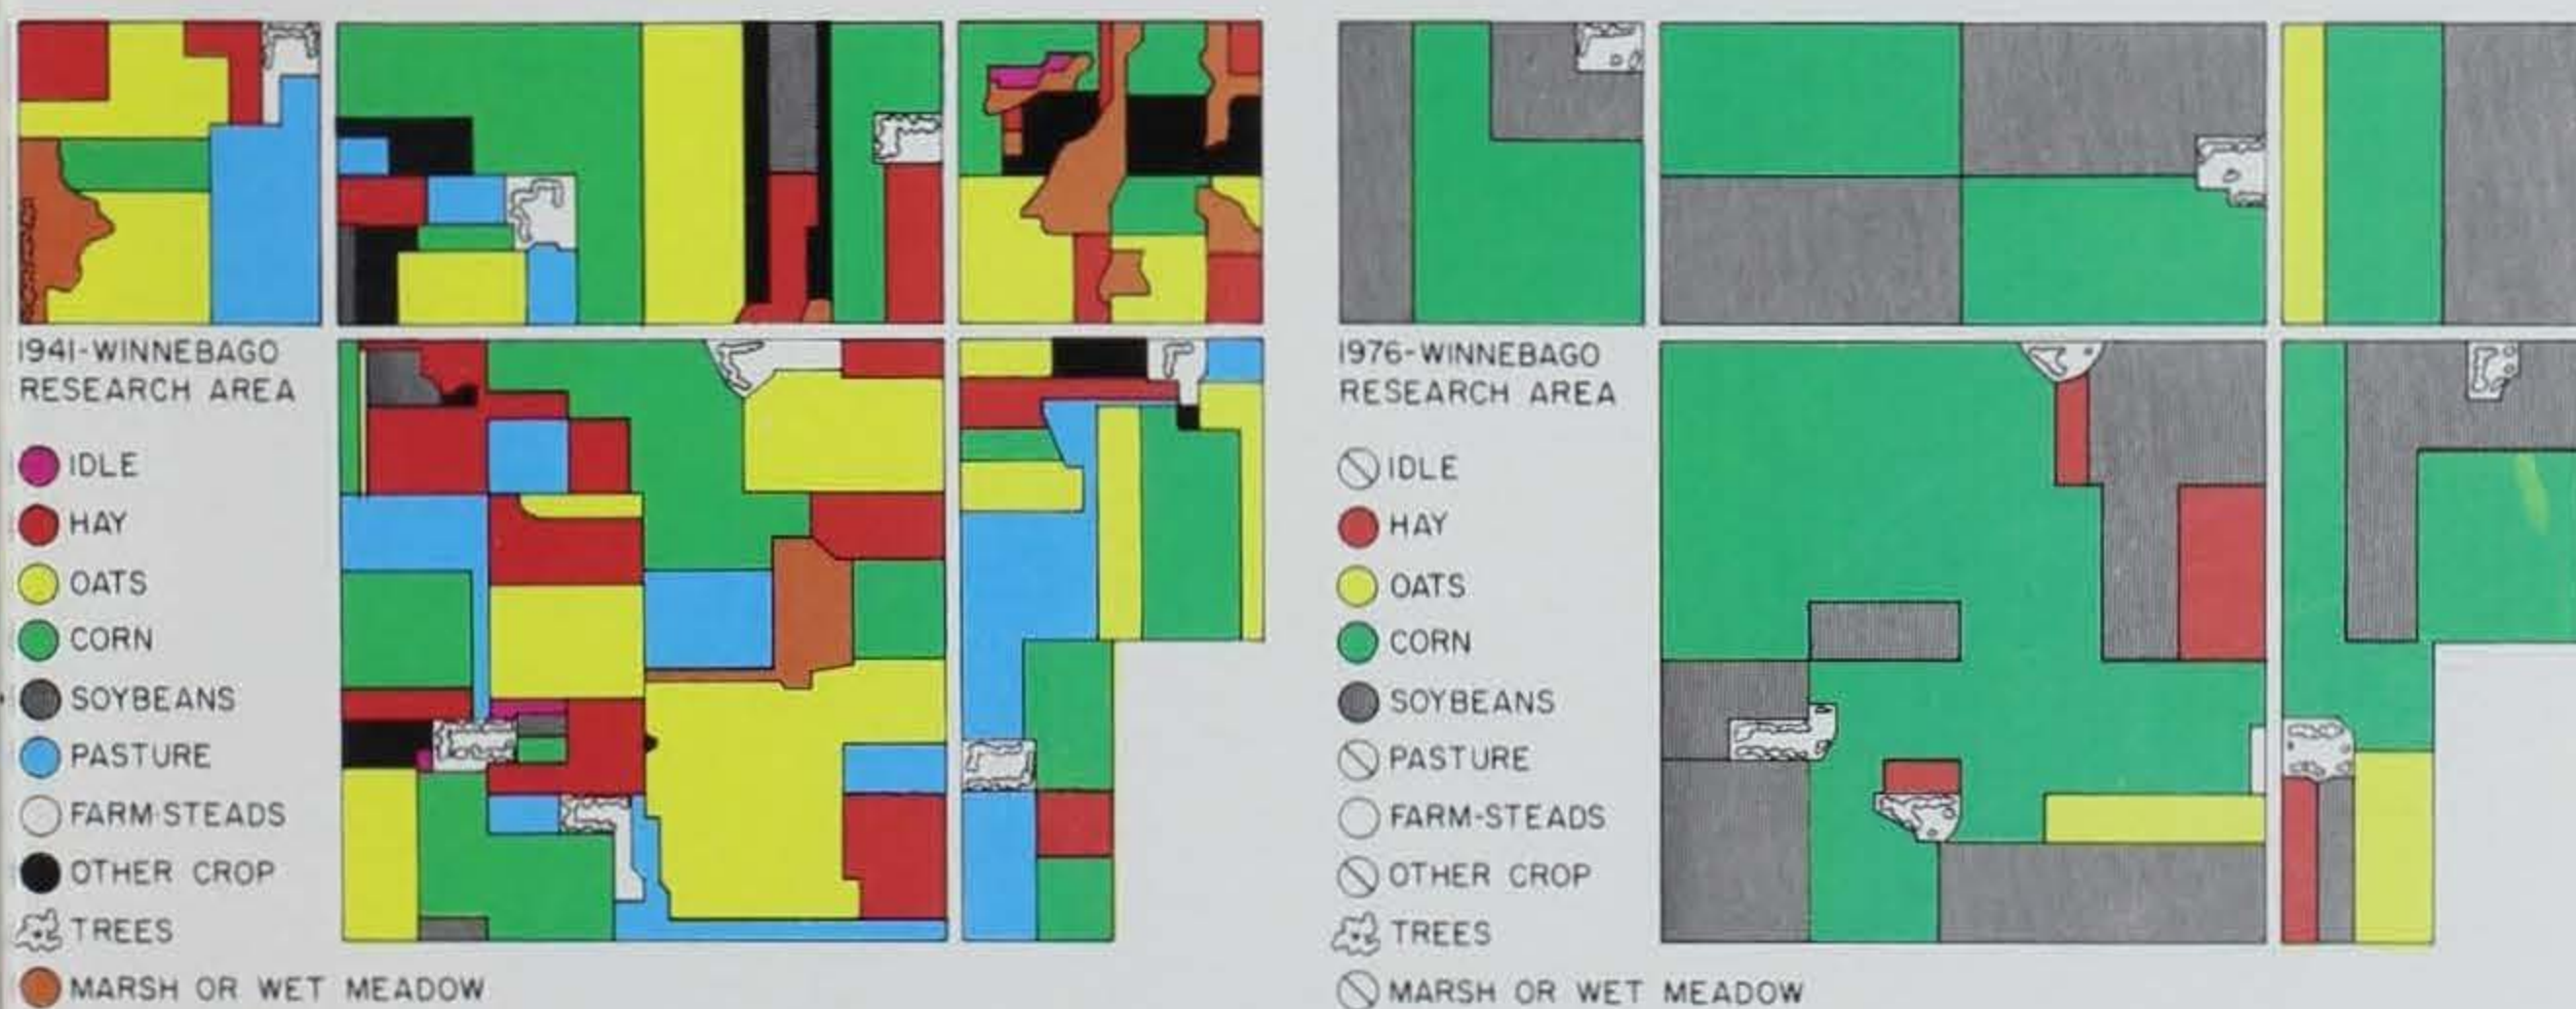 1941-WINNEBAGO
RESEARCH AREA
IDLE
HAY
OATS
CORN
SOYBEANS
PASTURE
FARM-STEADS
OTHER CROP
TREES
MARSH OR WET MEADOW
1976-WINNEBAGO
RESEARCH AREA
IDLE
HAY
OATS
CORN
SOYBEANS
PASTURE
FARM-STEADS
OTHER CROP
TREES
MARSH OR WET MEADOW